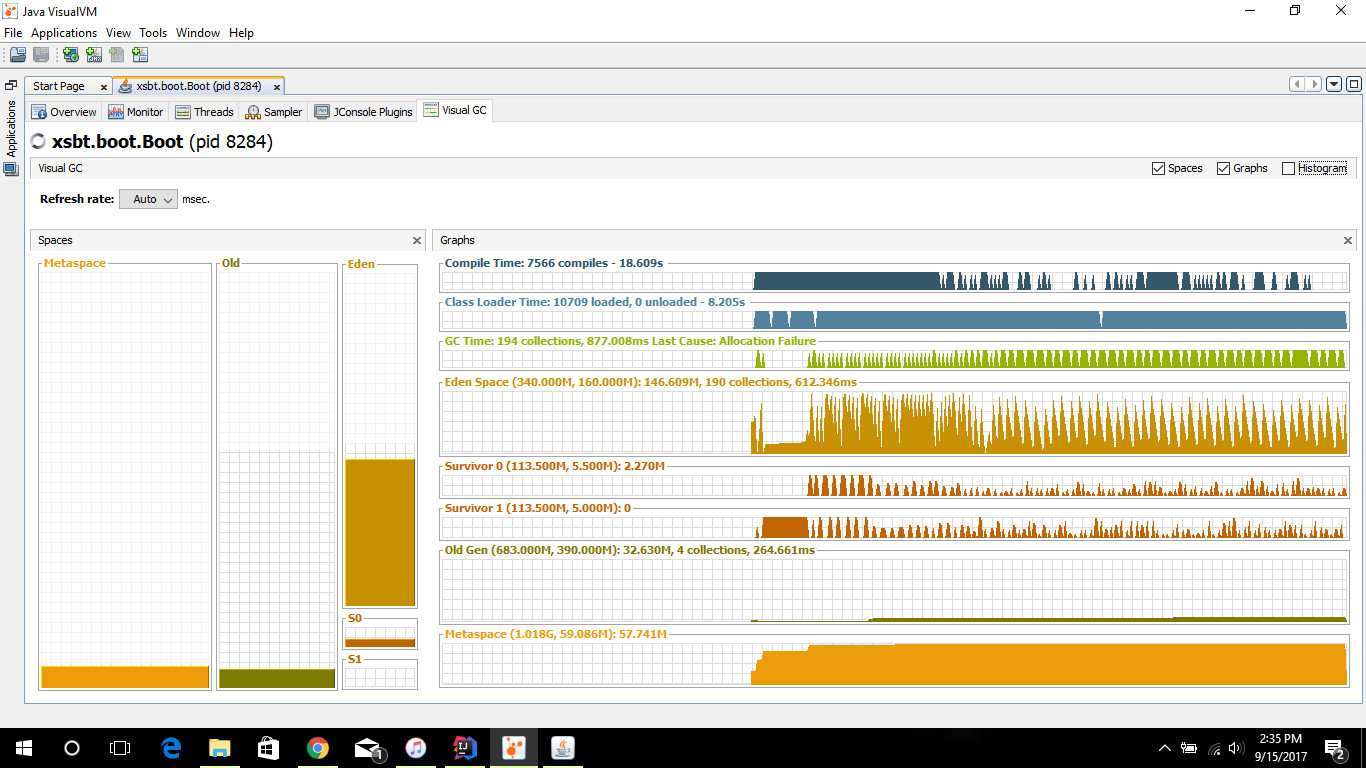 Java VisualVM
File Applications View Tools Window Help
Applications
Start Page xsbt.boot.Boot (pid 8284)
Overview Monitor Threads Sampler JConsole Plugins Visual GC
xsbt.boot.Boot (pid 8284)
Visual GC Spaces Graphs Histogram
Refresh rate: Auto msec.
Spaces
Metaspace Old Eden
S0
S1
Graphs
Compile Time: 7566 compiles - 18.609s
Class Loader Time: 10709 loaded, 0 unloaded - 8.205s
GC Time: 194 collections, 877.008ms Last Cause: Allocation Failure
Eden Space (340.000M, 160.000M): 146.609M, 190 collections, 612.346ms
Survivor 0 (113.500M, 5.500M): 2.270M
Survivor 1 (113.500M, 5.000M): 0
Old Gen (683.000M, 390.000M): 32.630M, 4 collections, 264.661ms
Metaspace (1.018G, 59.086M): 57.741M
1
IJ
2:35 PM
9/15/2017
2